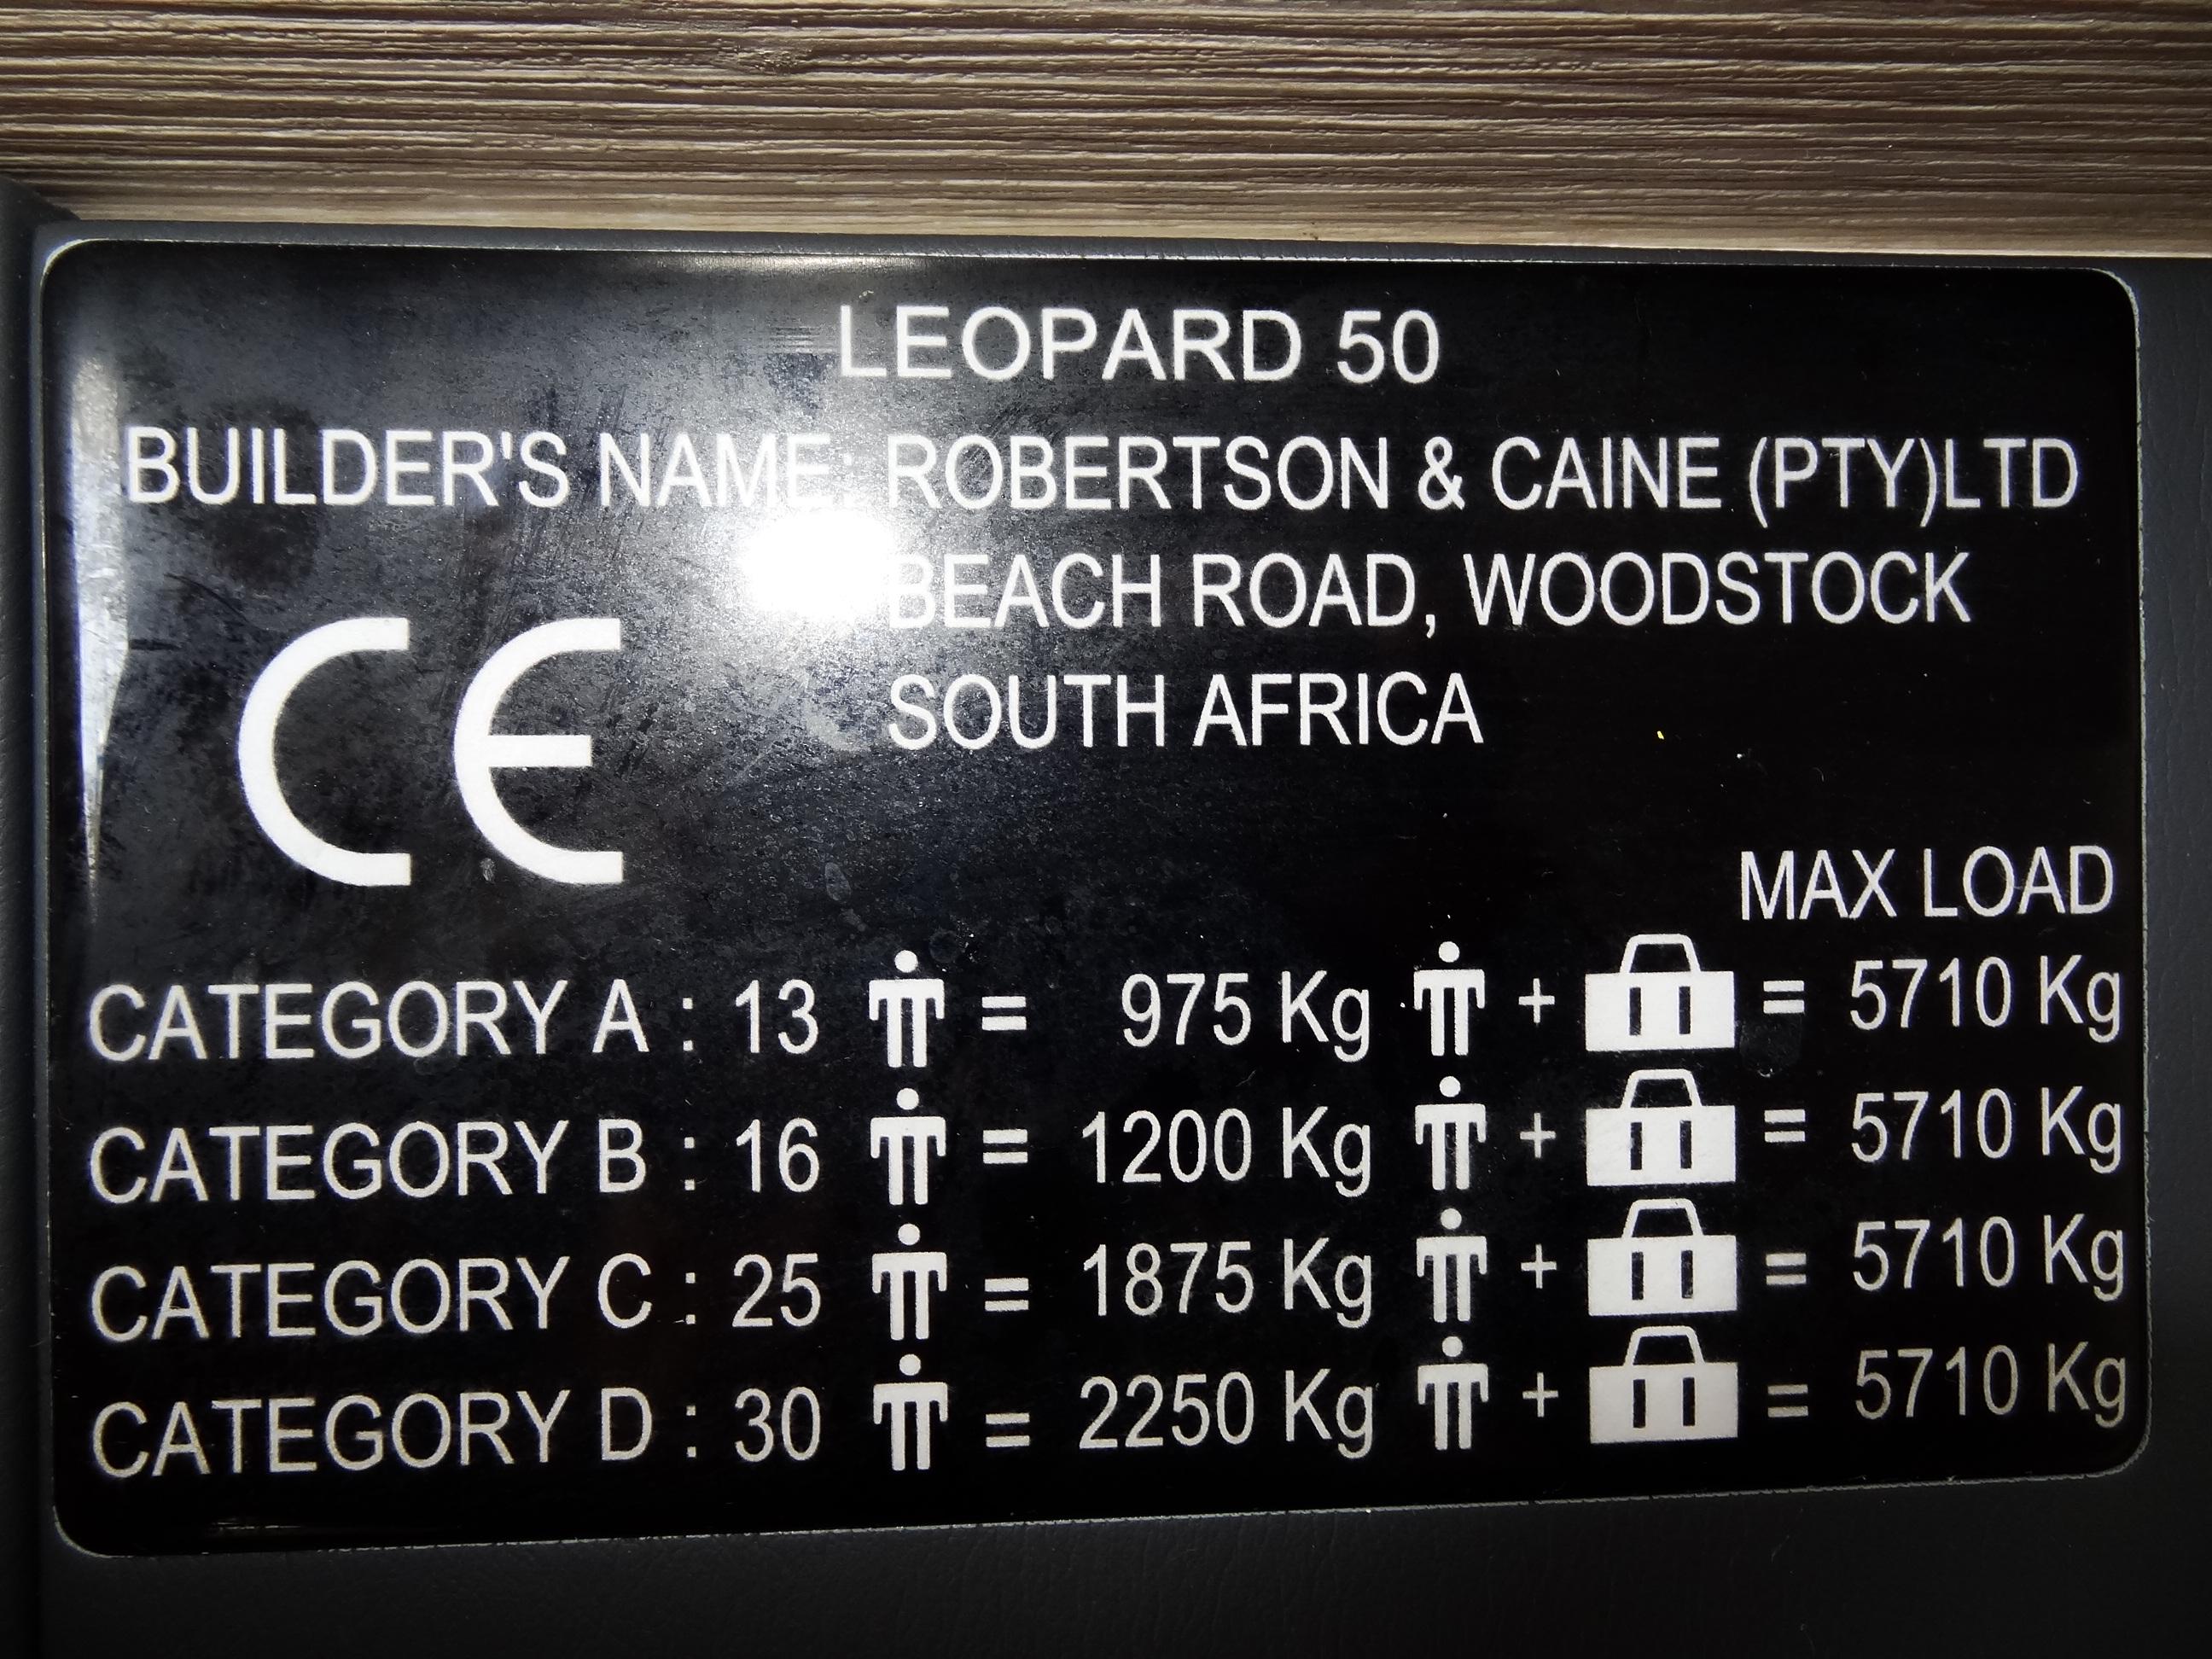 LEOPARD 50
BUILDER'S NAME: ROBERTSON & CAINE (PTY)LTD
BEACH ROAD, WOODSTOCK
SOUTH AFRICA
CE
MAX LOAD
CATEGORY A : 13 = 975 Kg + = 5710 Kg
CATEGORY B : 16 = 1200 Kg + = 5710 Kg
CATEGORY C : 25 = 1875 Kg + = 5710 Kg
CATEGORY D : 30 = 2250 Kg + = 5710 Kg